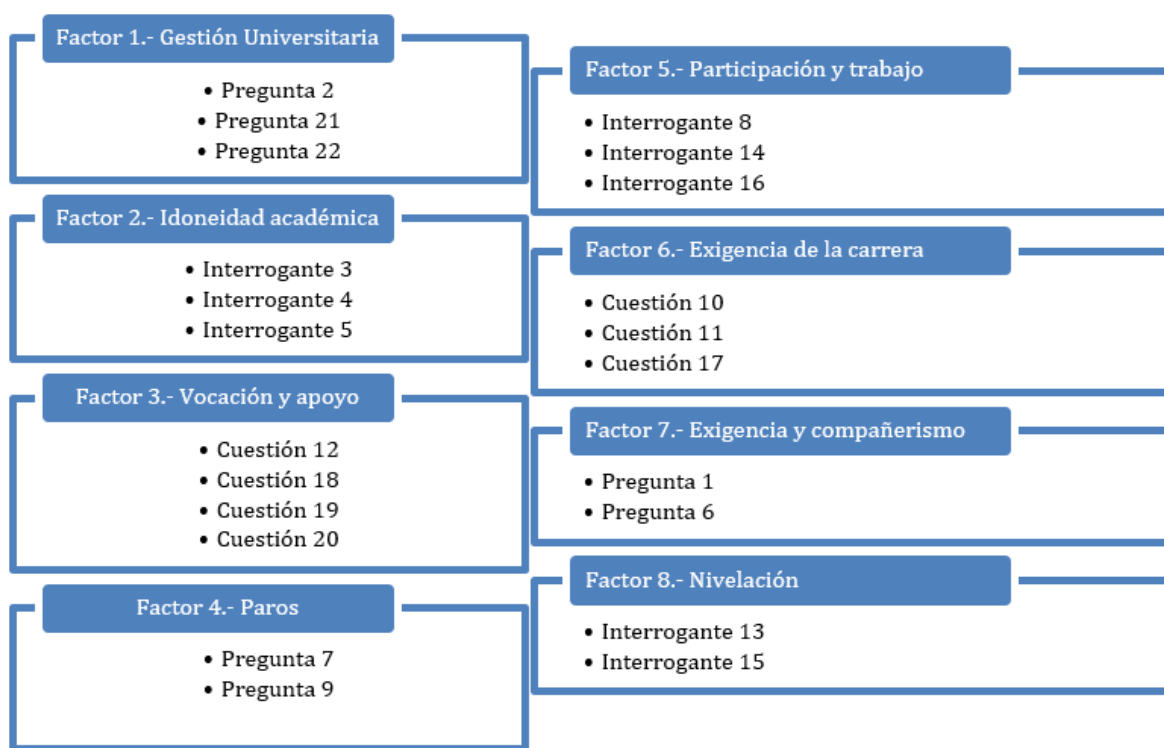 Factor 1.- Gestión Universitaria
• Pregunta 2
• Pregunta 21
• Pregunta 22
Factor 2.- Idoneidad académica
• Interrogante 3
• Interrogante 4
• Interrogante 5
Factor 3.- Vocación y apoyo
• Cuestión 12
• Cuestión 18
• Cuestión 19
• Cuestión 20
Factor 4.- Paros
• Pregunta 7
• Pregunta 9
Factor 5.- Participación y trabajo
• Interrogante 8
• Interrogante 14
• Interrogante 16
Factor 6.- Exigencia de la carrera
• Cuestión 10
• Cuestión 11
• Cuestión 17
Factor 7.- Exigencia y compañerismo
• Pregunta 1
• Pregunta 6
Factor 8.- Nivelación
• Interrogante 13
• Interrogante 15